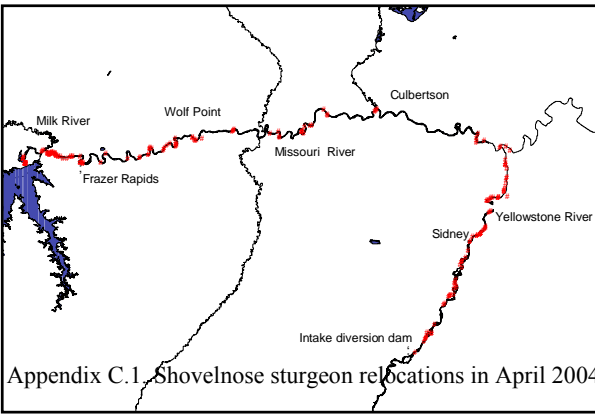 Culbertson
Wolf Point
Milk River
Missouri River
Frazer Rapids
Yellowstone River
Sidney
Intake diversion dam
Appendix C.1. Shovelnose sturgeon relocations in April 2004